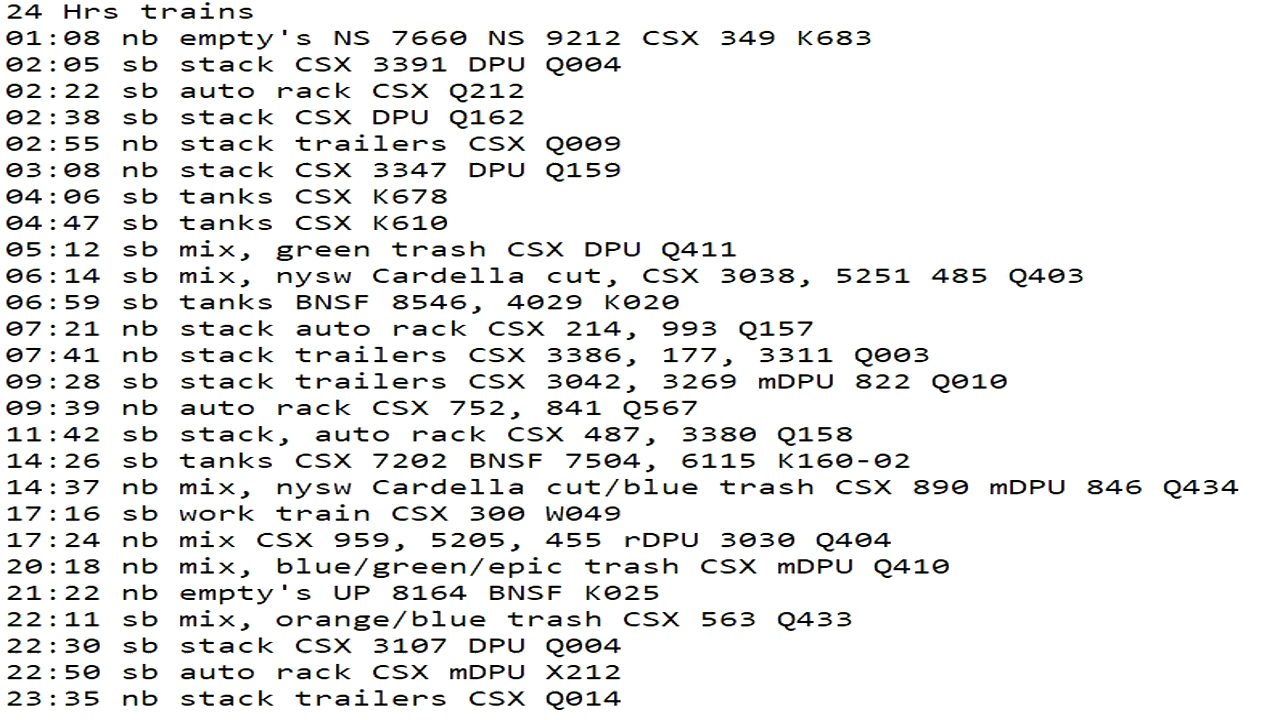 24 Hrs trains
01:08 nb empty's NS 7660 NS 9212 CSX 349 K683
02:05 sb stack CSX 3391 DPU Q004
02:22 sb auto rack CSX Q212
02:38 sb stack CSX DPU Q162
02:55 nb stack trailers CSX Q009
03:08 nb stack CSX 3347 DPU Q159
04:06 sb tanks CSX K678
04:47 sb tanks CSX K610
05:12 sb mix, green trash CSX DPU Q411
06:14 sb mix, nysw Cardella cut, CSX 3038, 5251 485 Q403
06:59 sb tanks BNSF 8546, 4029 K020
07:21 nb stack auto rack CSX 214, 993 Q157
07:41 nb stack trailers CSX 3386, 177, 3311 Q003
09:28 sb stack trailers CSX 3042, 3269 mDPU 822 Q010
09:39 nb auto rack CSX 752, 841 Q567
11:42 sb stack, auto rack CSX 487, 3380 Q158
14:26 sb tanks CSX 7202 BNSF 7504, 6115 K160-02
14:37 nb mix, nysw Cardella cut/blue trash CSX 890 mDPU 846 Q434
17:16 sb work train CSX 300 W049
17:24 nb mix CSX 959, 5205, 455 rDPU 3030 Q404
20:18 nb mix, blue/green/epic trash CSX mDPU Q410
21:22 nb empty's UP 8164 BNSF K025
22:11 sb mix, orange/blue trash CSX 563 Q433
22:30 sb stack CSX 3107 DPU Q004
22:50 sb auto rack CSX mDPU X212
23:35 nb stack trailers CSX Q014